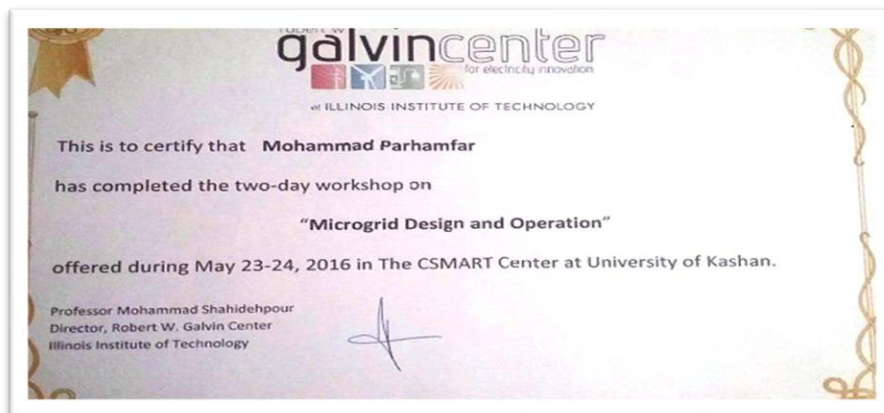 robert w
galvincenter
for electricity innovation
at ILLINOIS INSTITUTE OF TECHNOLOGY
This is to certify that Mohammad Parhamfar
has completed the two-day workshop on
“Microgrid Design and Operation”
offered during May 23-24, 2016 in The CSMART Center at University of Kashan.
Professor Mohammad Shahidehpour
Director, Robert W. Galvin Center
Illinois Institute of Technology